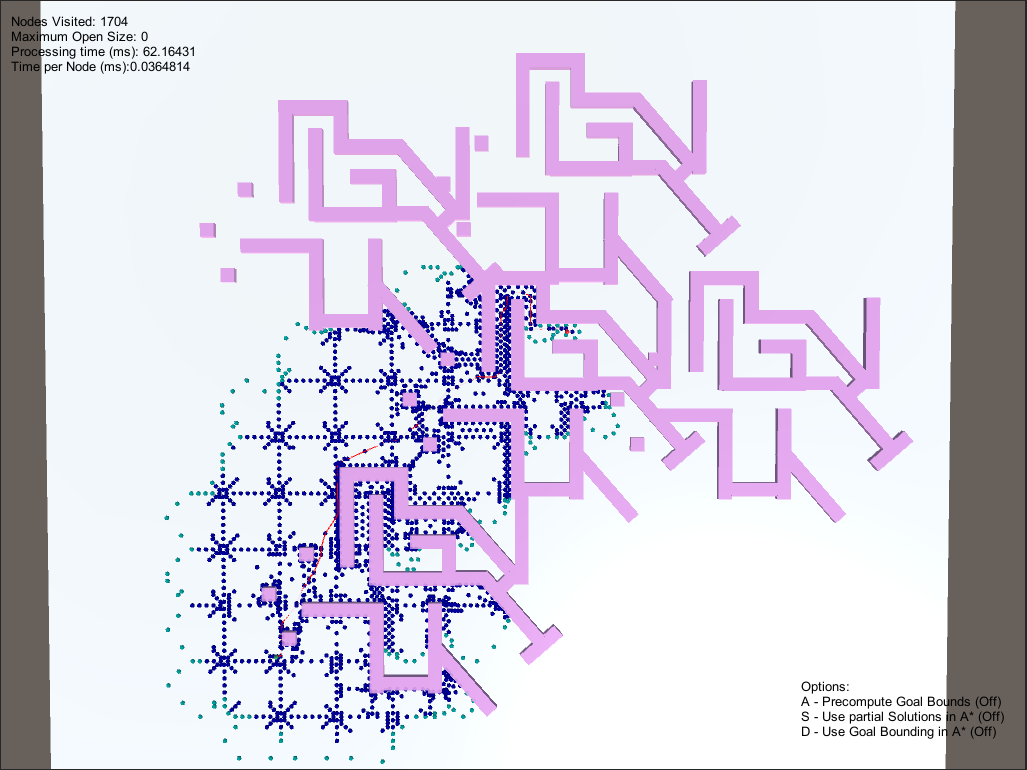 Nodes Visited: 1704
Maximum Open Size: 0
Processing time (ms): 62.16431
Time per Node (ms):0.0364814
Options:
A - Precompute Goal Bounds (Off)
S - Use partial Solutions in A* (Off)
D - Use Goal Bounding in A* (Off)